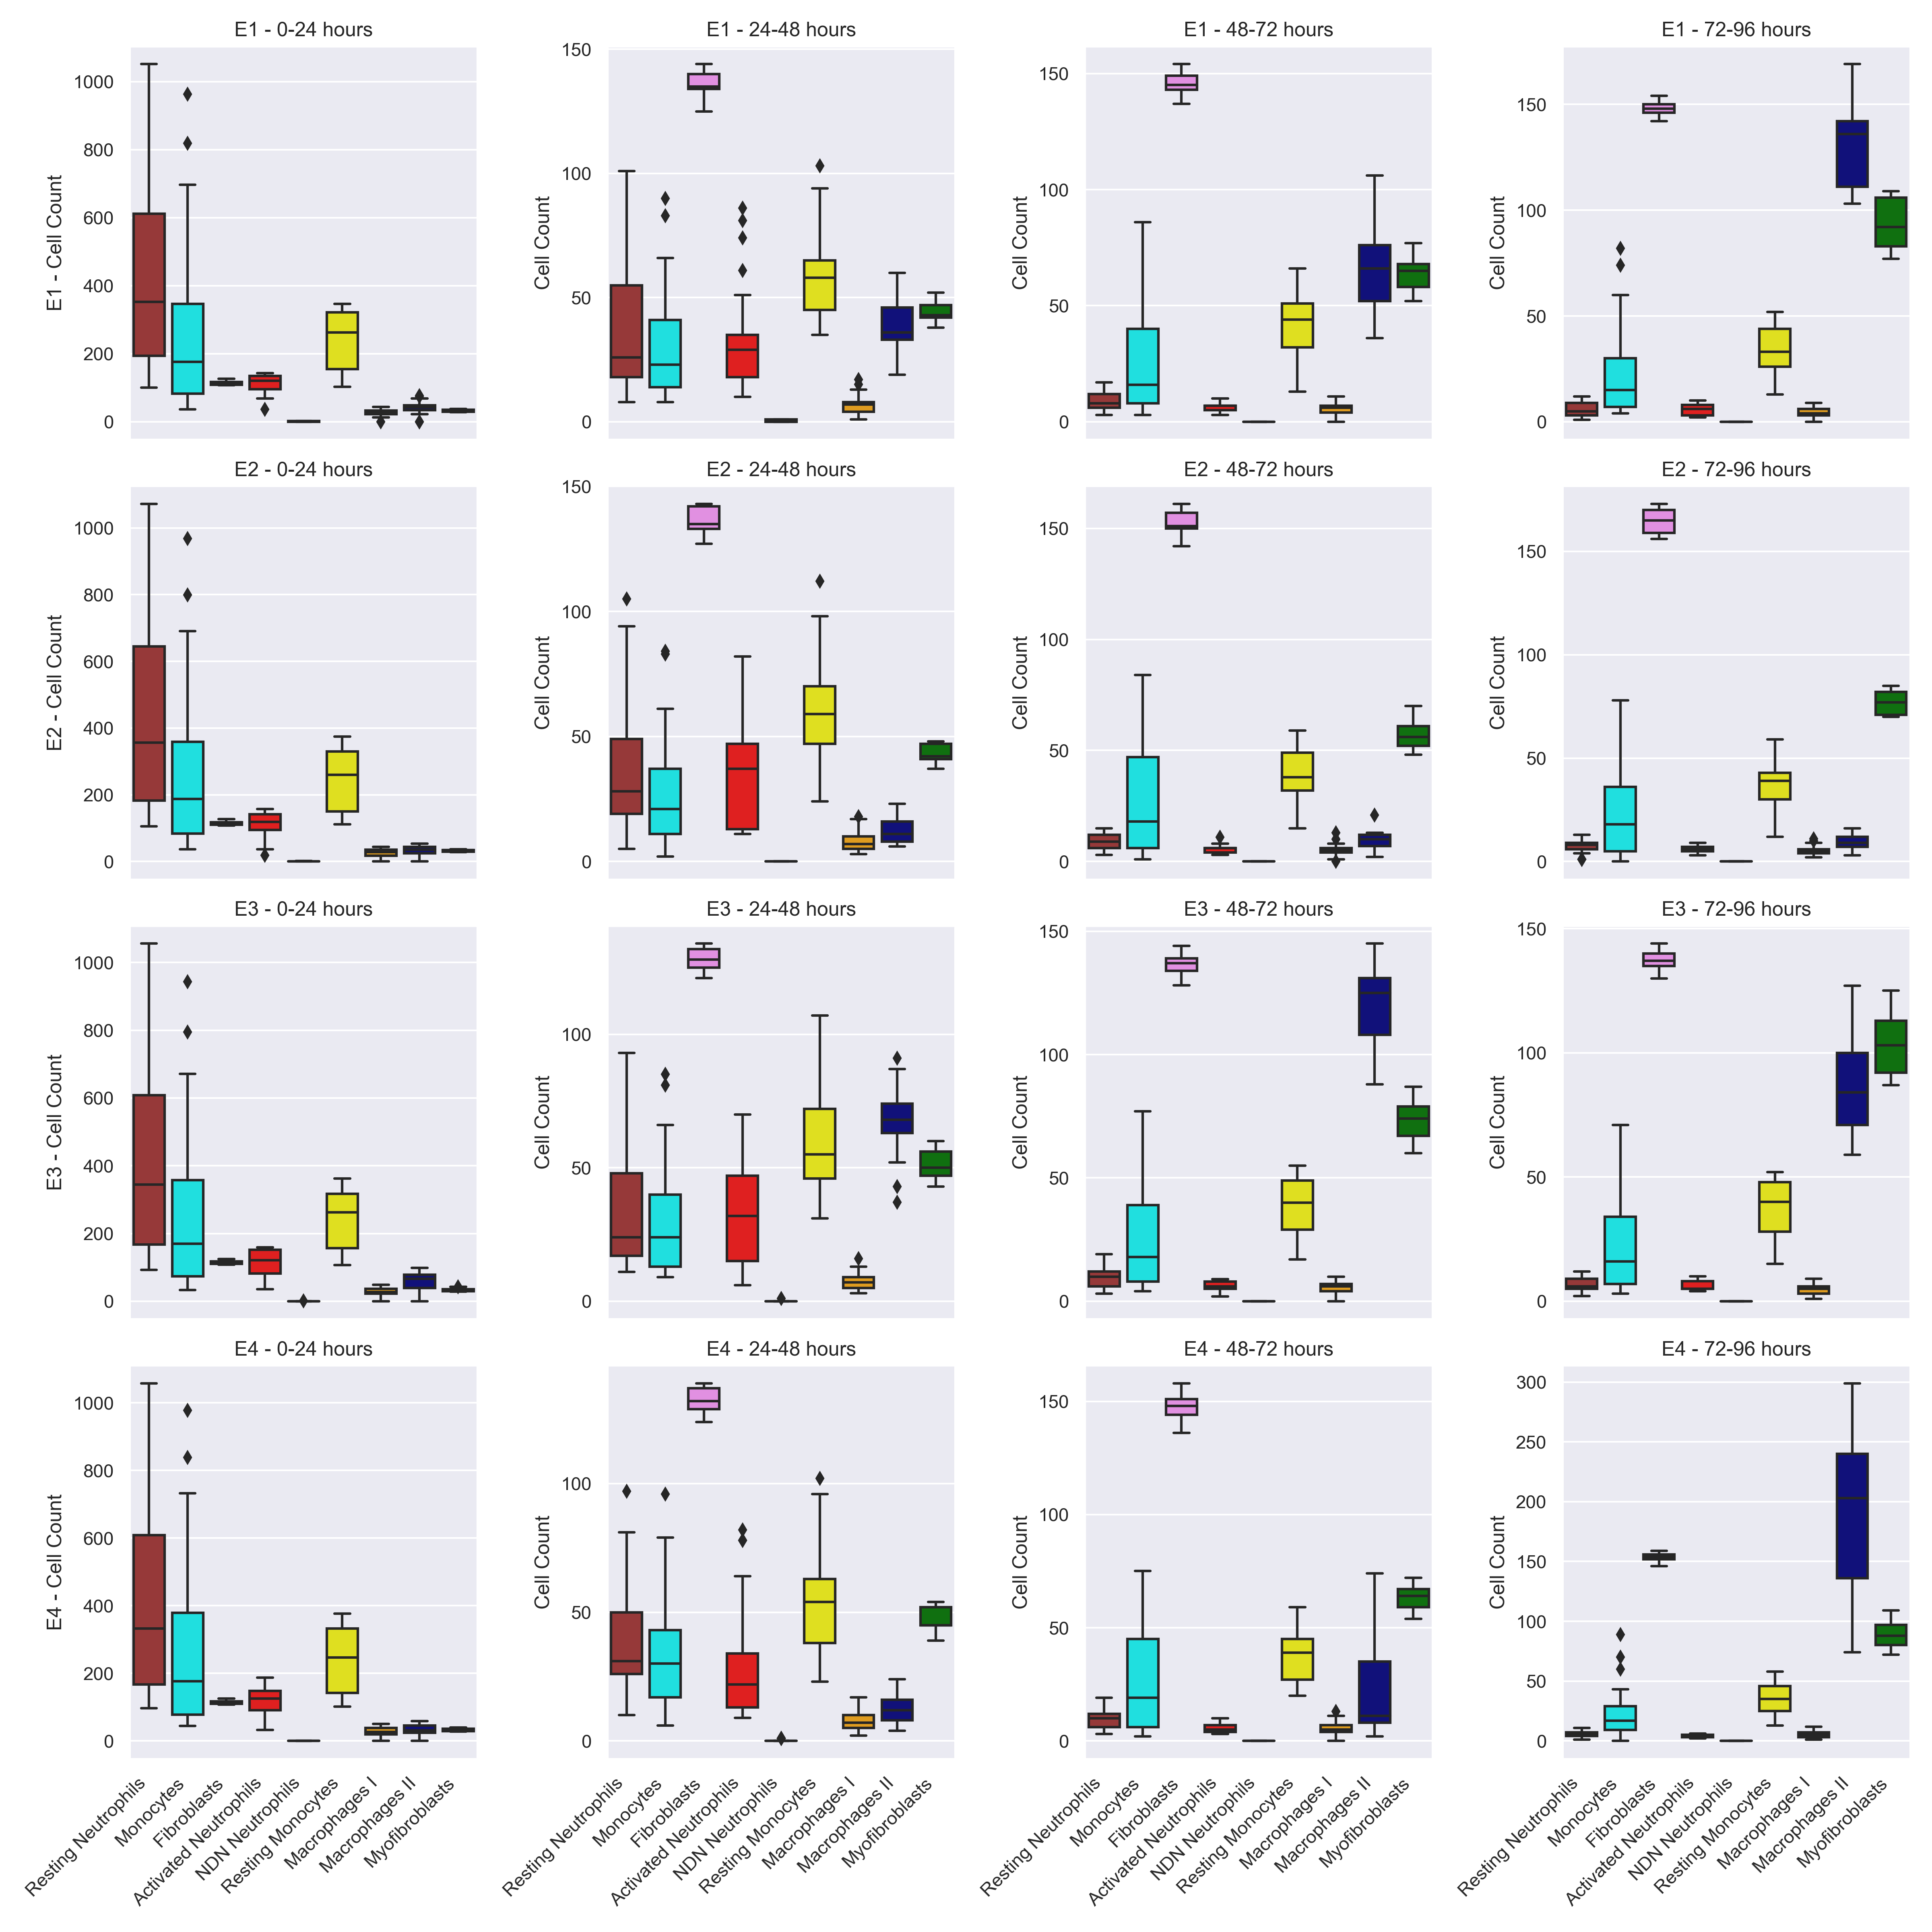 E1 - 0-24 hours
E1 - 24-48 hours
E1 - 48-72 hours
E1 - 72-96 hours
E1 - Cell Count
1000
800
600
400
200
0
Cell Count
150
100
50
0
Cell Count
150
100
50
0
Cell Count
150
100
50
0
E2 - 0-24 hours
E2 - 24-48 hours
E2 - 48-72 hours
E2 - 72-96 hours
E2 - Cell Count
1000
800
600
400
200
0
Cell Count
150
100
50
0
Cell Count
150
100
50
0
Cell Count
150
100
50
0
E3 - 0-24 hours
E3 - 24-48 hours
E3 - 48-72 hours
E3 - 72-96 hours
E3 - Cell Count
1000
800
600
400
200
0
Cell Count
100
50
0
Cell Count
150
100
50
0
Cell Count
150
100
50
0
E4 - 0-24 hours
E4 - 24-48 hours
E4 - 48-72 hours
E4 - 72-96 hours
E4 - Cell Count
1000
800
600
400
200
0
Cell Count
100
50
0
Cell Count
150
100
50
0
Cell Count
300
250
200
150
100
50
0
Resting Neutrophils
Monocytes
Fibroblasts
Activated Neutrophils
NDN Neutrophils
Resting Monocytes
Macrophages I
Macrophages II
Myofibroblasts
Resting Neutrophils
Monocytes
Fibroblasts
Activated Neutrophils
NDN Neutrophils
Resting Monocytes
Macrophages I
Macrophages II
Myofibroblasts
Resting Neutrophils
Monocytes
Fibroblasts
Activated Neutrophils
NDN Neutrophils
Resting Monocytes
Macrophages I
Macrophages II
Myofibroblasts
Resting Neutrophils
Monocytes
Fibroblasts
Activated Neutrophils
NDN Neutrophils
Resting Monocytes
Macrophages I
Macrophages II
Myofibroblasts